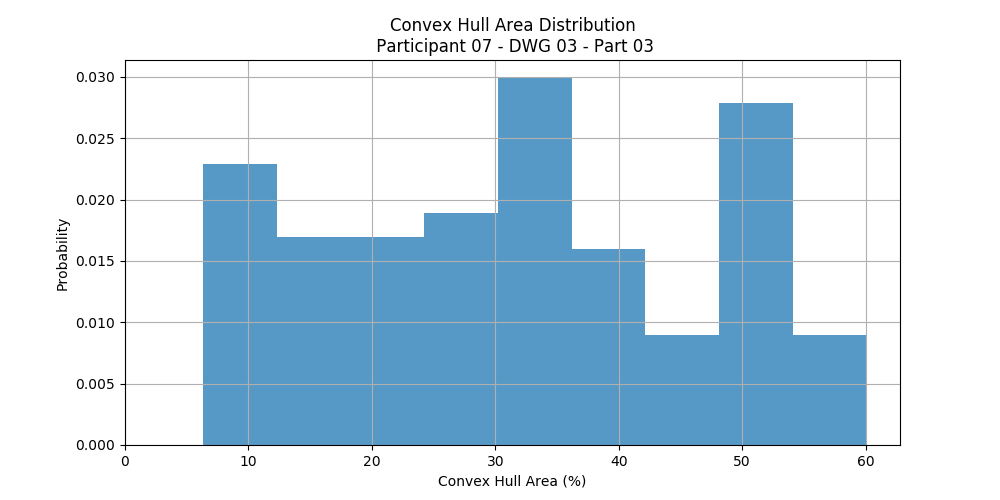 Convex Hull Area Distribution
Participant 07 - DWG 03 - Part 03
0.030
0.025
0.020
0.015
0.010
0.005
0.000
Probability
0 10 20 30 40 50 60
Convex Hull Area (%)